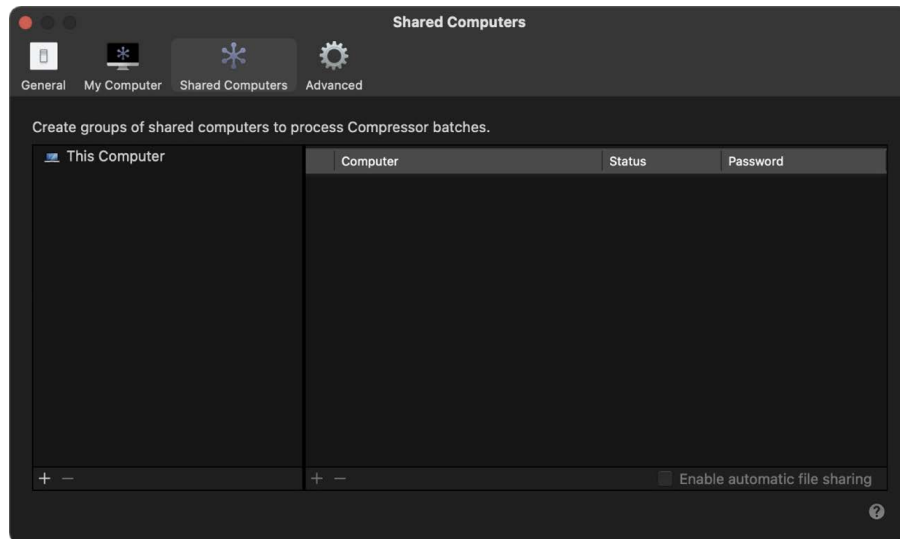 Shared Computers
General My Computer Shared Computers Advanced
Create groups of shared computers to process Compressor batches.
This Computer
Computer Status Password
+ − + − Enable automatic file sharing
?